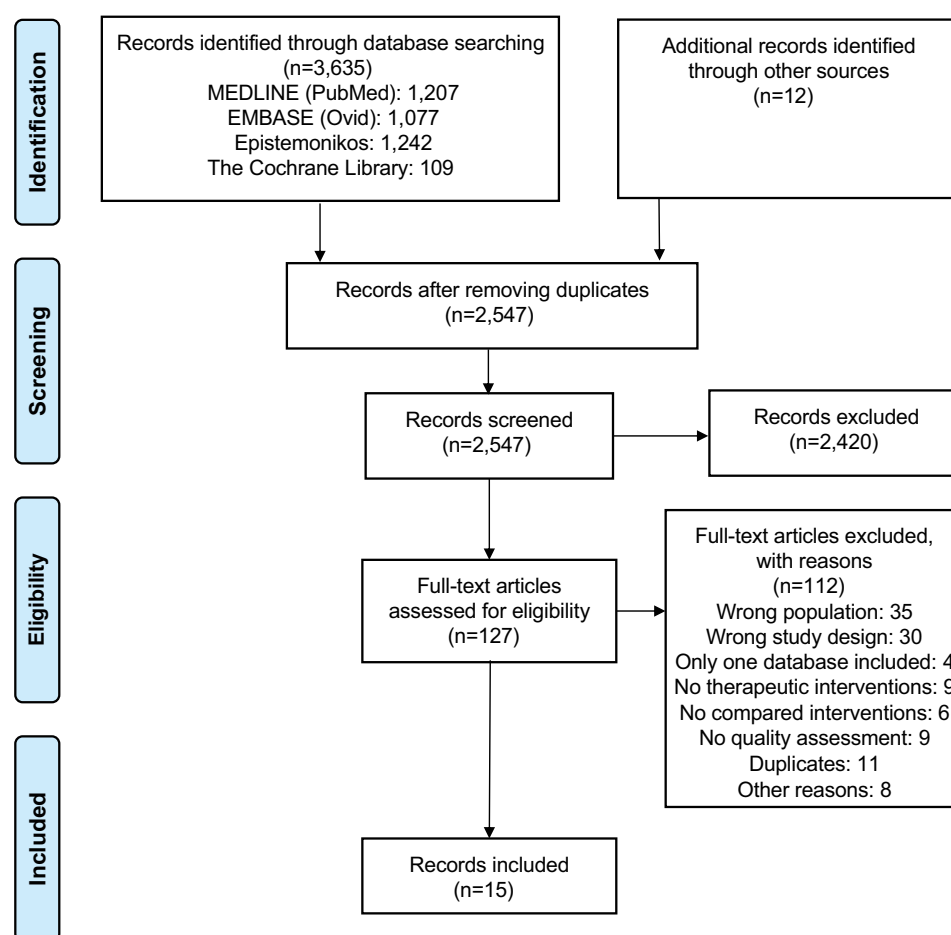 Identification
Records identified through database searching
(n=3,635)
MEDLINE (PubMed): 1,207
EMBASE (Ovid): 1,077
Epistemonikos: 1,242
The Cochrane Library: 109
Additional records identified
through other sources
(n=12)
Screening
Records after removing duplicates
(n=2,547)
Records screened
(n=2,547)
Records excluded
(n=2,420)
Eligibility
Full-text articles
assessed for eligibility
(n=127)
Full-text articles excluded,
with reasons
(n=112)
Wrong population: 35
Wrong study design: 30
Only one database included: 4
No therapeutic interventions: 9
No compared interventions: 6
No quality assessment: 9
Duplicates: 11
Other reasons: 8
Included
Records included
(n=15)